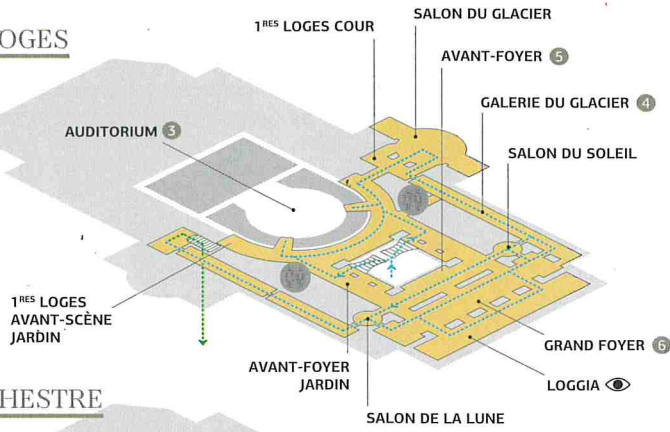 OGES
1RES LOGES COUR
SALON DU GLACIER
AVANT-FOYER 5
GALERIE DU GLACIER 4
AUDITORIUM 3
SALON DU SOLEIL
1RES LOGES
AVANT-SCÈNE
JARDIN
GRAND FOYER 6
AVANT-FOYER
JARDIN
LOGGIA
HESTRE
SALON DE LA LUNE